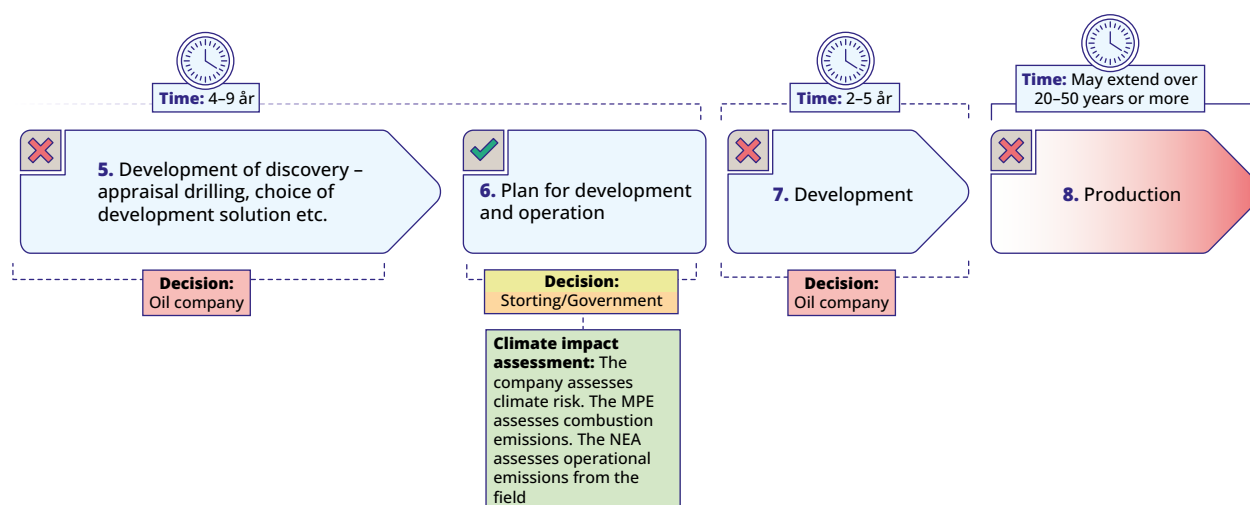 Time: 4–9 år
Time: 2–5 år
Time: May extend over
20–50 years or more
5. Development of discovery –
appraisal drilling, choice of
development solution etc.
6. Plan for development
and operation
7. Development
8. Production
Decision:
Oil company
Decision:
Storting/Government
Decision:
Oil company
Climate impact
assessment: The
company assesses
climate risk. The MPE
assesses combustion
emissions. The NEA
assesses operational
emissions from the
field